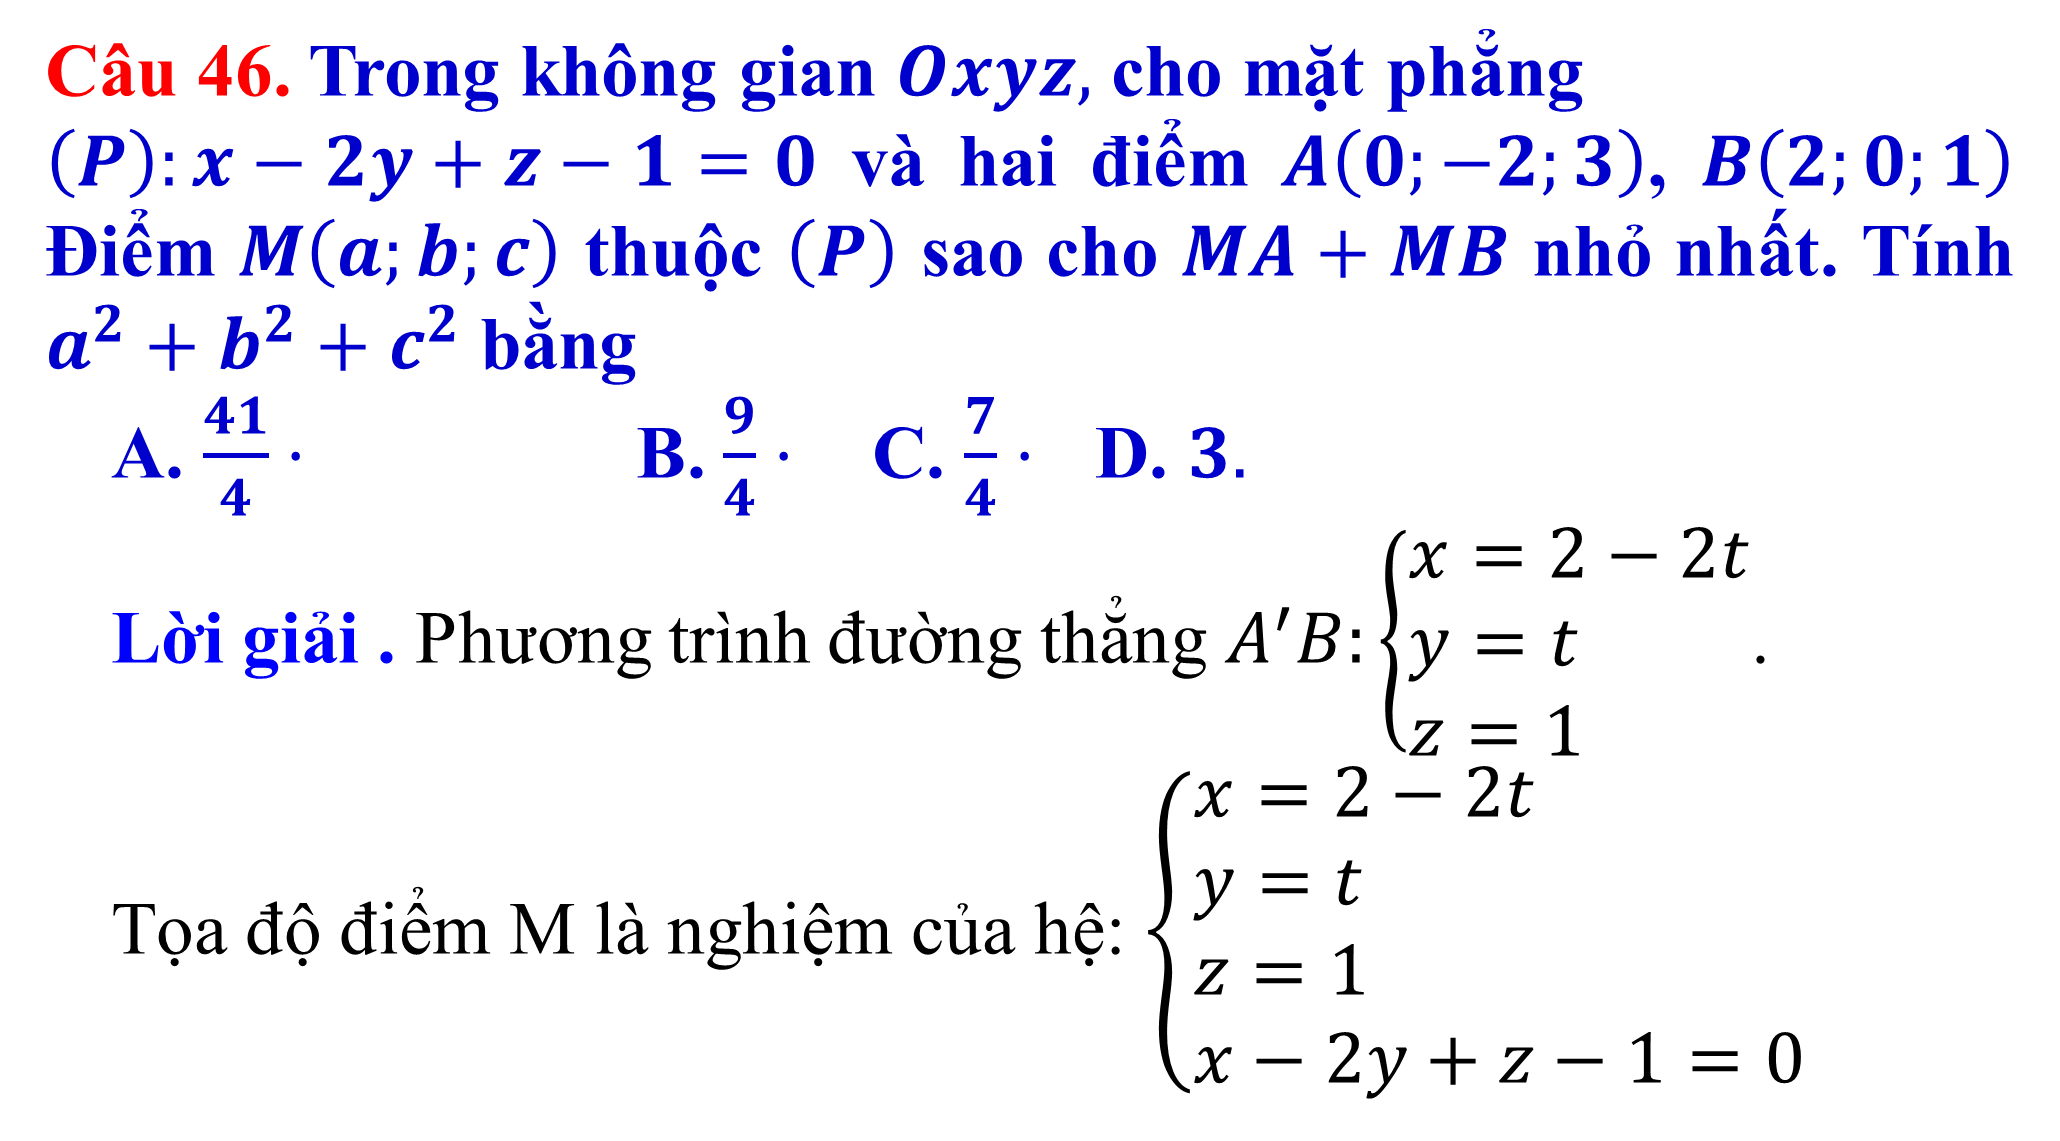 Câu 46. Trong không gian Oxyz, cho mặt phẳng
(P): x − 2y + z − 1 = 0 và hai điểm A(0; −2; 3), B(2; 0; 1)
Điểm M(a; b; c) thuộc (P) sao cho MA + MB nhỏ nhất. Tính
a² + b² + c² bằng
A. 41/4 · B. 9/4 · C. 7/4 · D. 3.
Lời giải . Phương trình đường thẳng A′B: {x = 2 − 2t
y = t .
z = 1
Tọa độ điểm M là nghiệm của hệ: {x = 2 − 2t
y = t
z = 1
x − 2y + z − 1 = 0